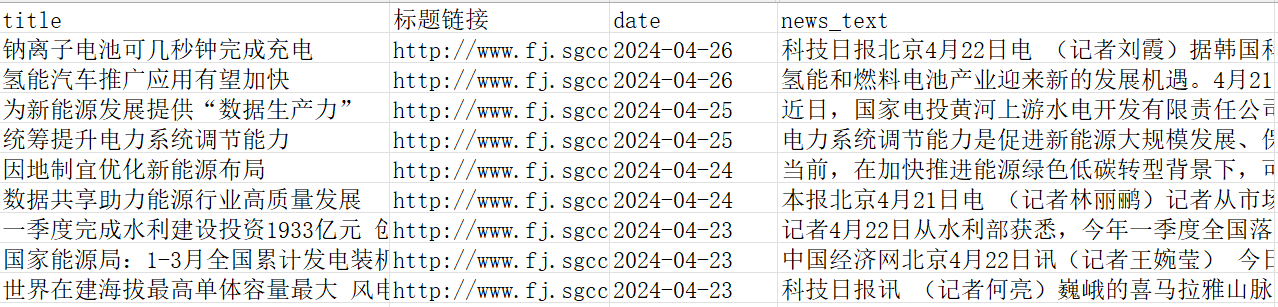 title 标题链接 date news_text
钠离子电池可几秒钟完成充电 http://www.fj.sgcc 2024-04-26 科技日报北京4月22日电 （记者刘霞）据韩国科
氢能汽车推广应用有望加快 http://www.fj.sgcc 2024-04-26 氢能和燃料电池产业迎来新的发展机遇。4月21
为新能源发展提供“数据生产力” http://www.fj.sgcc 2024-04-25 近日，国家电投黄河上游水电开发有限责任公司
统筹提升电力系统调节能力 http://www.fj.sgcc 2024-04-25 电力系统调节能力是促进新能源大规模发展、保
因地制宜优化新能源布局 http://www.fj.sgcc 2024-04-24 当前，在加快推进能源绿色低碳转型背景下，可
数据共享助力能源行业高质量发展 http://www.fj.sgcc 2024-04-24 本报北京4月21日电 （记者林丽鹂）记者从市场
一季度完成水利建设投资1933亿元 创 http://www.fj.sgcc 2024-04-23 记者4月22日从水利部获悉，今年一季度全国落
国家能源局：1-3月全国累计发电装机 http://www.fj.sgcc 2024-04-23 中国经济网北京4月22日讯（记者王婉莹） 今日
世界在建海拔最高单体容量最大 风电 http://www.fj.sgcc 2024-04-23 科技日报讯 （记者何亮）巍峨的喜马拉雅山脉